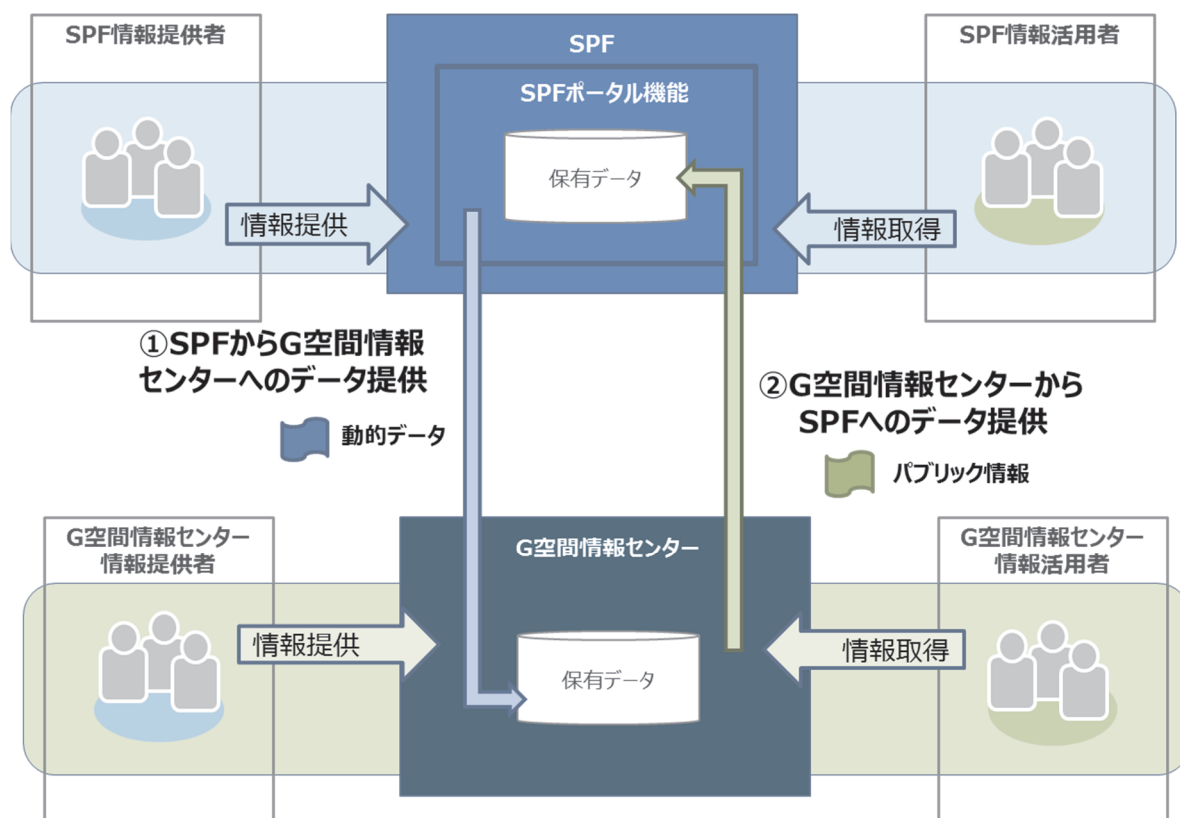 SPF情報提供者
SPF
SPF情報活用者
SPFポータル機能
保有データ
情報提供
情報取得
①SPFからG空間情報
センターへのデータ提供
動的データ
②G空間情報センターから
SPFへのデータ提供
パブリック情報
G空間情報センター
情報提供者
G空間情報センター
G空間情報センター
情報活用者
情報提供
保有データ
情報取得